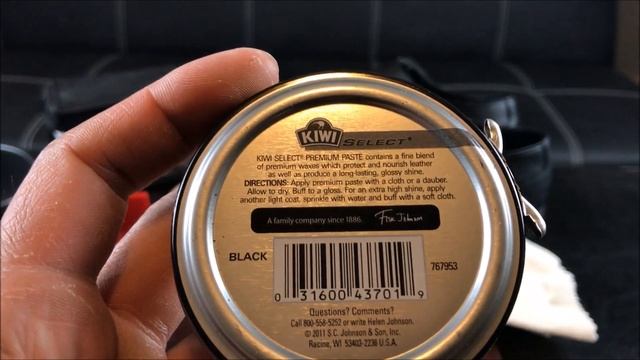 KIWI SELECT®
KIWI SELECT® PREMIUM PASTE contains a fine blend
of premium waxes which protect and nourish leather
as well as produce a long-lasting, glossy shine.
DIRECTIONS: Apply premium paste with a cloth or a dauber.
Allow to dry. Buff to a gloss. For an extra high shine, apply
another light coat, sprinkle with water and buff with a soft cloth.
A family company since 1886. Fisk Johnson
BLACK
0 31600 43701 9
767953
Questions? Comments?
Call 800-558-5252 or write Helen Johnson.
© 2011 S.C. Johnson & Son, Inc.
Racine, WI 53403-2236 U.S.A.